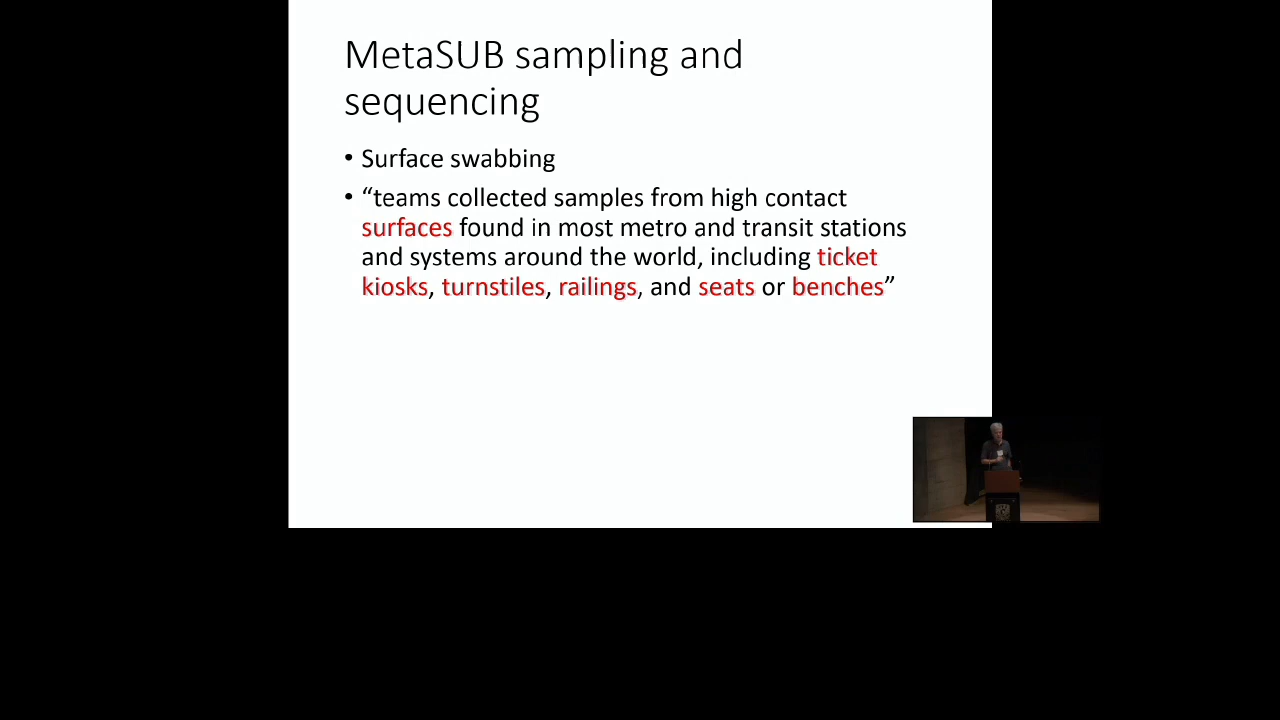 MetaSUB sampling and
sequencing
• Surface swabbing
• “teams collected samples from high contact
surfaces found in most metro and transit stations
and systems around the world, including ticket
kiosks, turnstiles, railings, and seats or benches”